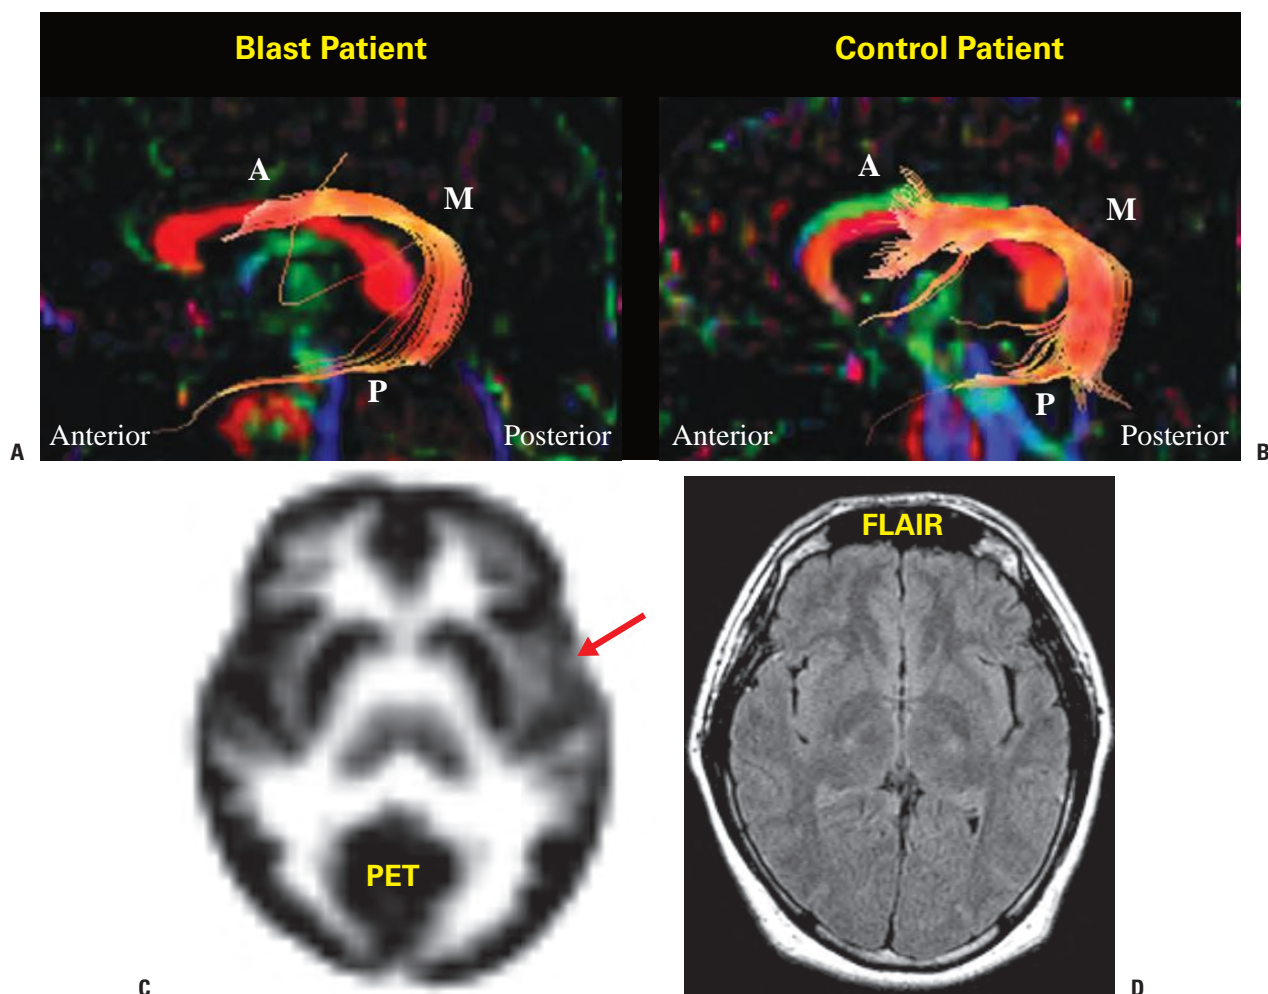 Blast Patient
Control Patient
A
M
P
Anterior
Posterior
A
A
M
P
Anterior
Posterior
B
PET
C
FLAIR
D